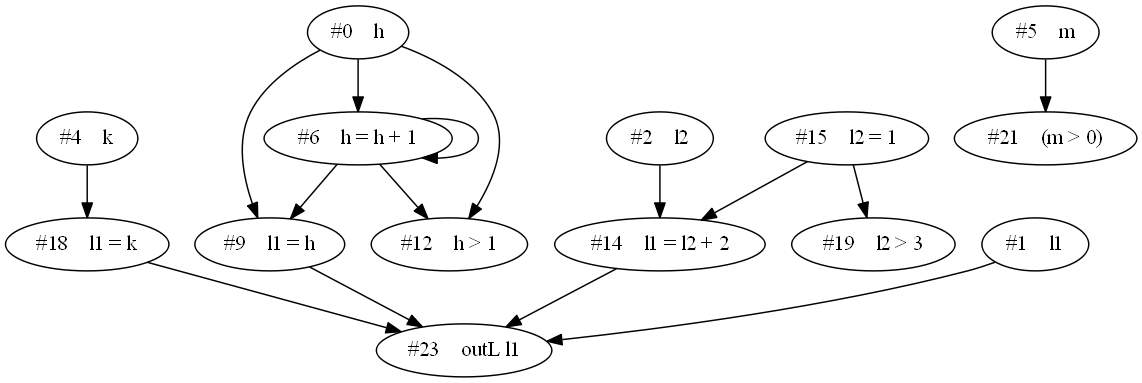 #0 h
#5 m
#4 k
#6 h = h + 1
#2 l2
#15 l2 = 1
#21 (m > 0)
#18 l1 = k
#9 l1 = h
#12 h > 1
#14 l1 = l2 + 2
#19 l2 > 3
#1 l1
#23 outL l1